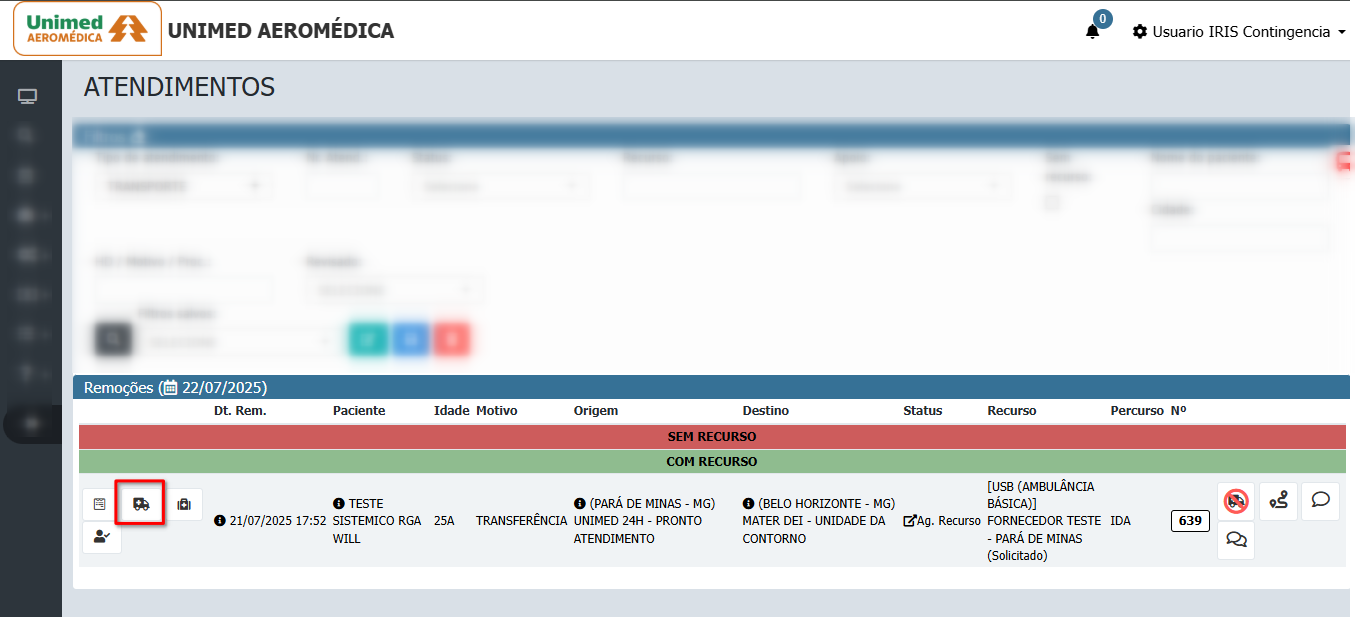 Unimed
AEROMÉDICA
UNIMED AEROMÉDICA
0
Usuario IRIS Contingencia
ATENDIMENTOS
Remoções (22/07/2025)
Dt. Rem. Paciente Idade Motivo Origem Destino Status Recurso Percurso Nº
SEM RECURSO
COM RECURSO
21/07/2025 17:52
TESTE
SISTEMICO RGA
WILL
25A
TRANSFERÊNCIA
(PARÁ DE MINAS - MG)
UNIMED 24H - PRONTO
ATENDIMENTO
(BELO HORIZONTE - MG)
MATER DEI - UNIDADE DA
CONTORNO
Ag. Recurso
[USB (AMBULÂNCIA
BÁSICA)]
FORNECEDOR TESTE
- PARÁ DE MINAS
(Solicitado)
IDA
639